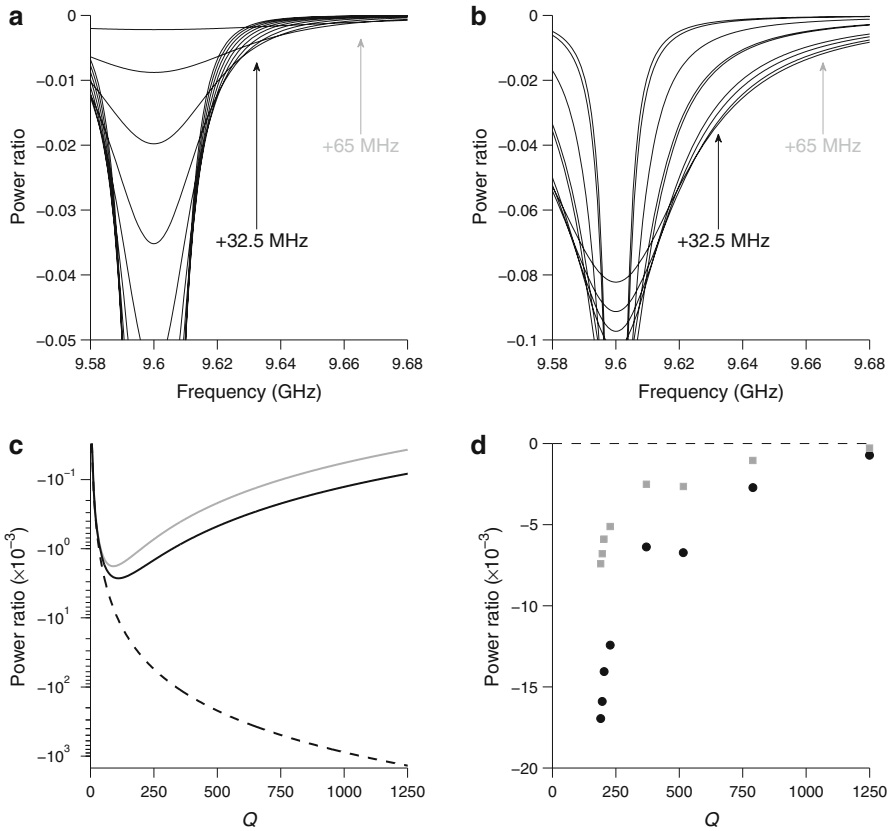 a
Power ratio
0
−0.01
−0.02
−0.03
−0.04
−0.05
9.58
9.6
9.62
9.64
9.66
9.68
Frequency (GHz)
+65 MHz
+32.5 MHz
b
Power ratio
0
−0.02
−0.04
−0.06
−0.08
−0.1
9.58
9.6
9.62
9.64
9.66
9.68
Frequency (GHz)
+65 MHz
+32.5 MHz
c
Power ratio (×10⁻³)
−10⁻¹
−10⁰
−10¹
−10²
−10³
0
250
500
750
1000
1250
Q
d
Power ratio (×10⁻³)
0
−5
−10
−15
−20
0
250
500
750
1000
1250
Q